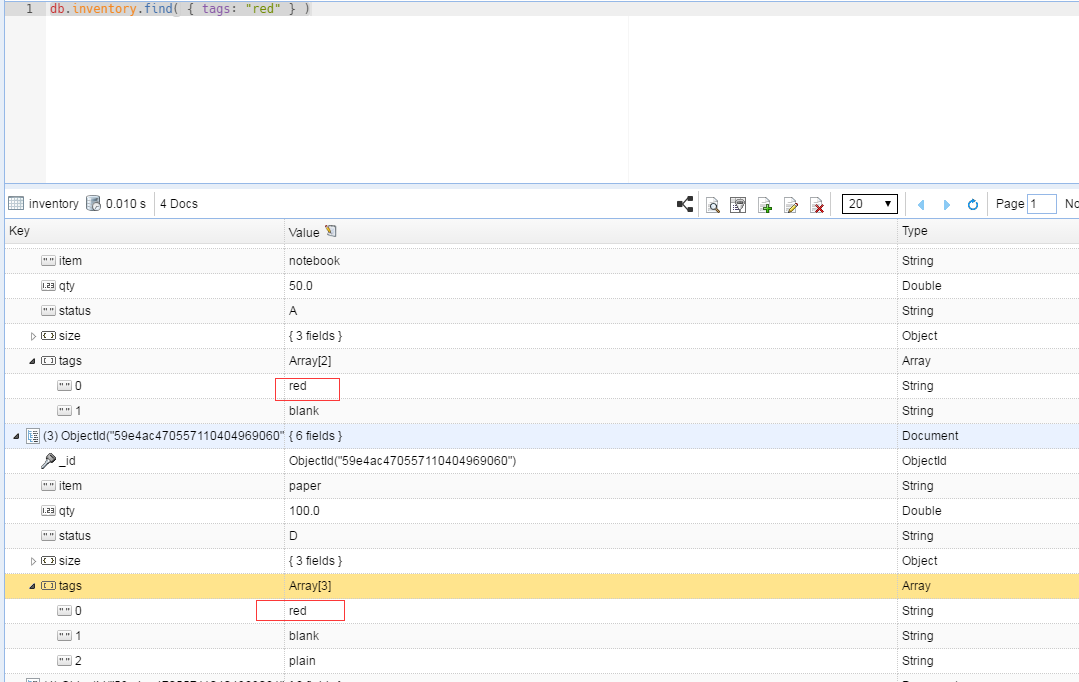 1 db.inventory.find( { tags: "red" } )
inventory 0.010 s 4 Docs 20 Page 1 No
Key Value Type
item notebook String
qty 50.0 Double
status A String
size { 3 fields } Object
tags Array[2] Array
0 red String
1 blank String
(3) ObjectId("59e4ac470557110404969060" { 6 fields } Document
_id ObjectId("59e4ac470557110404969060") ObjectId
item paper String
qty 100.0 Double
status D String
size { 3 fields } Object
tags Array[3] Array
0 red String
1 blank String
2 plain String